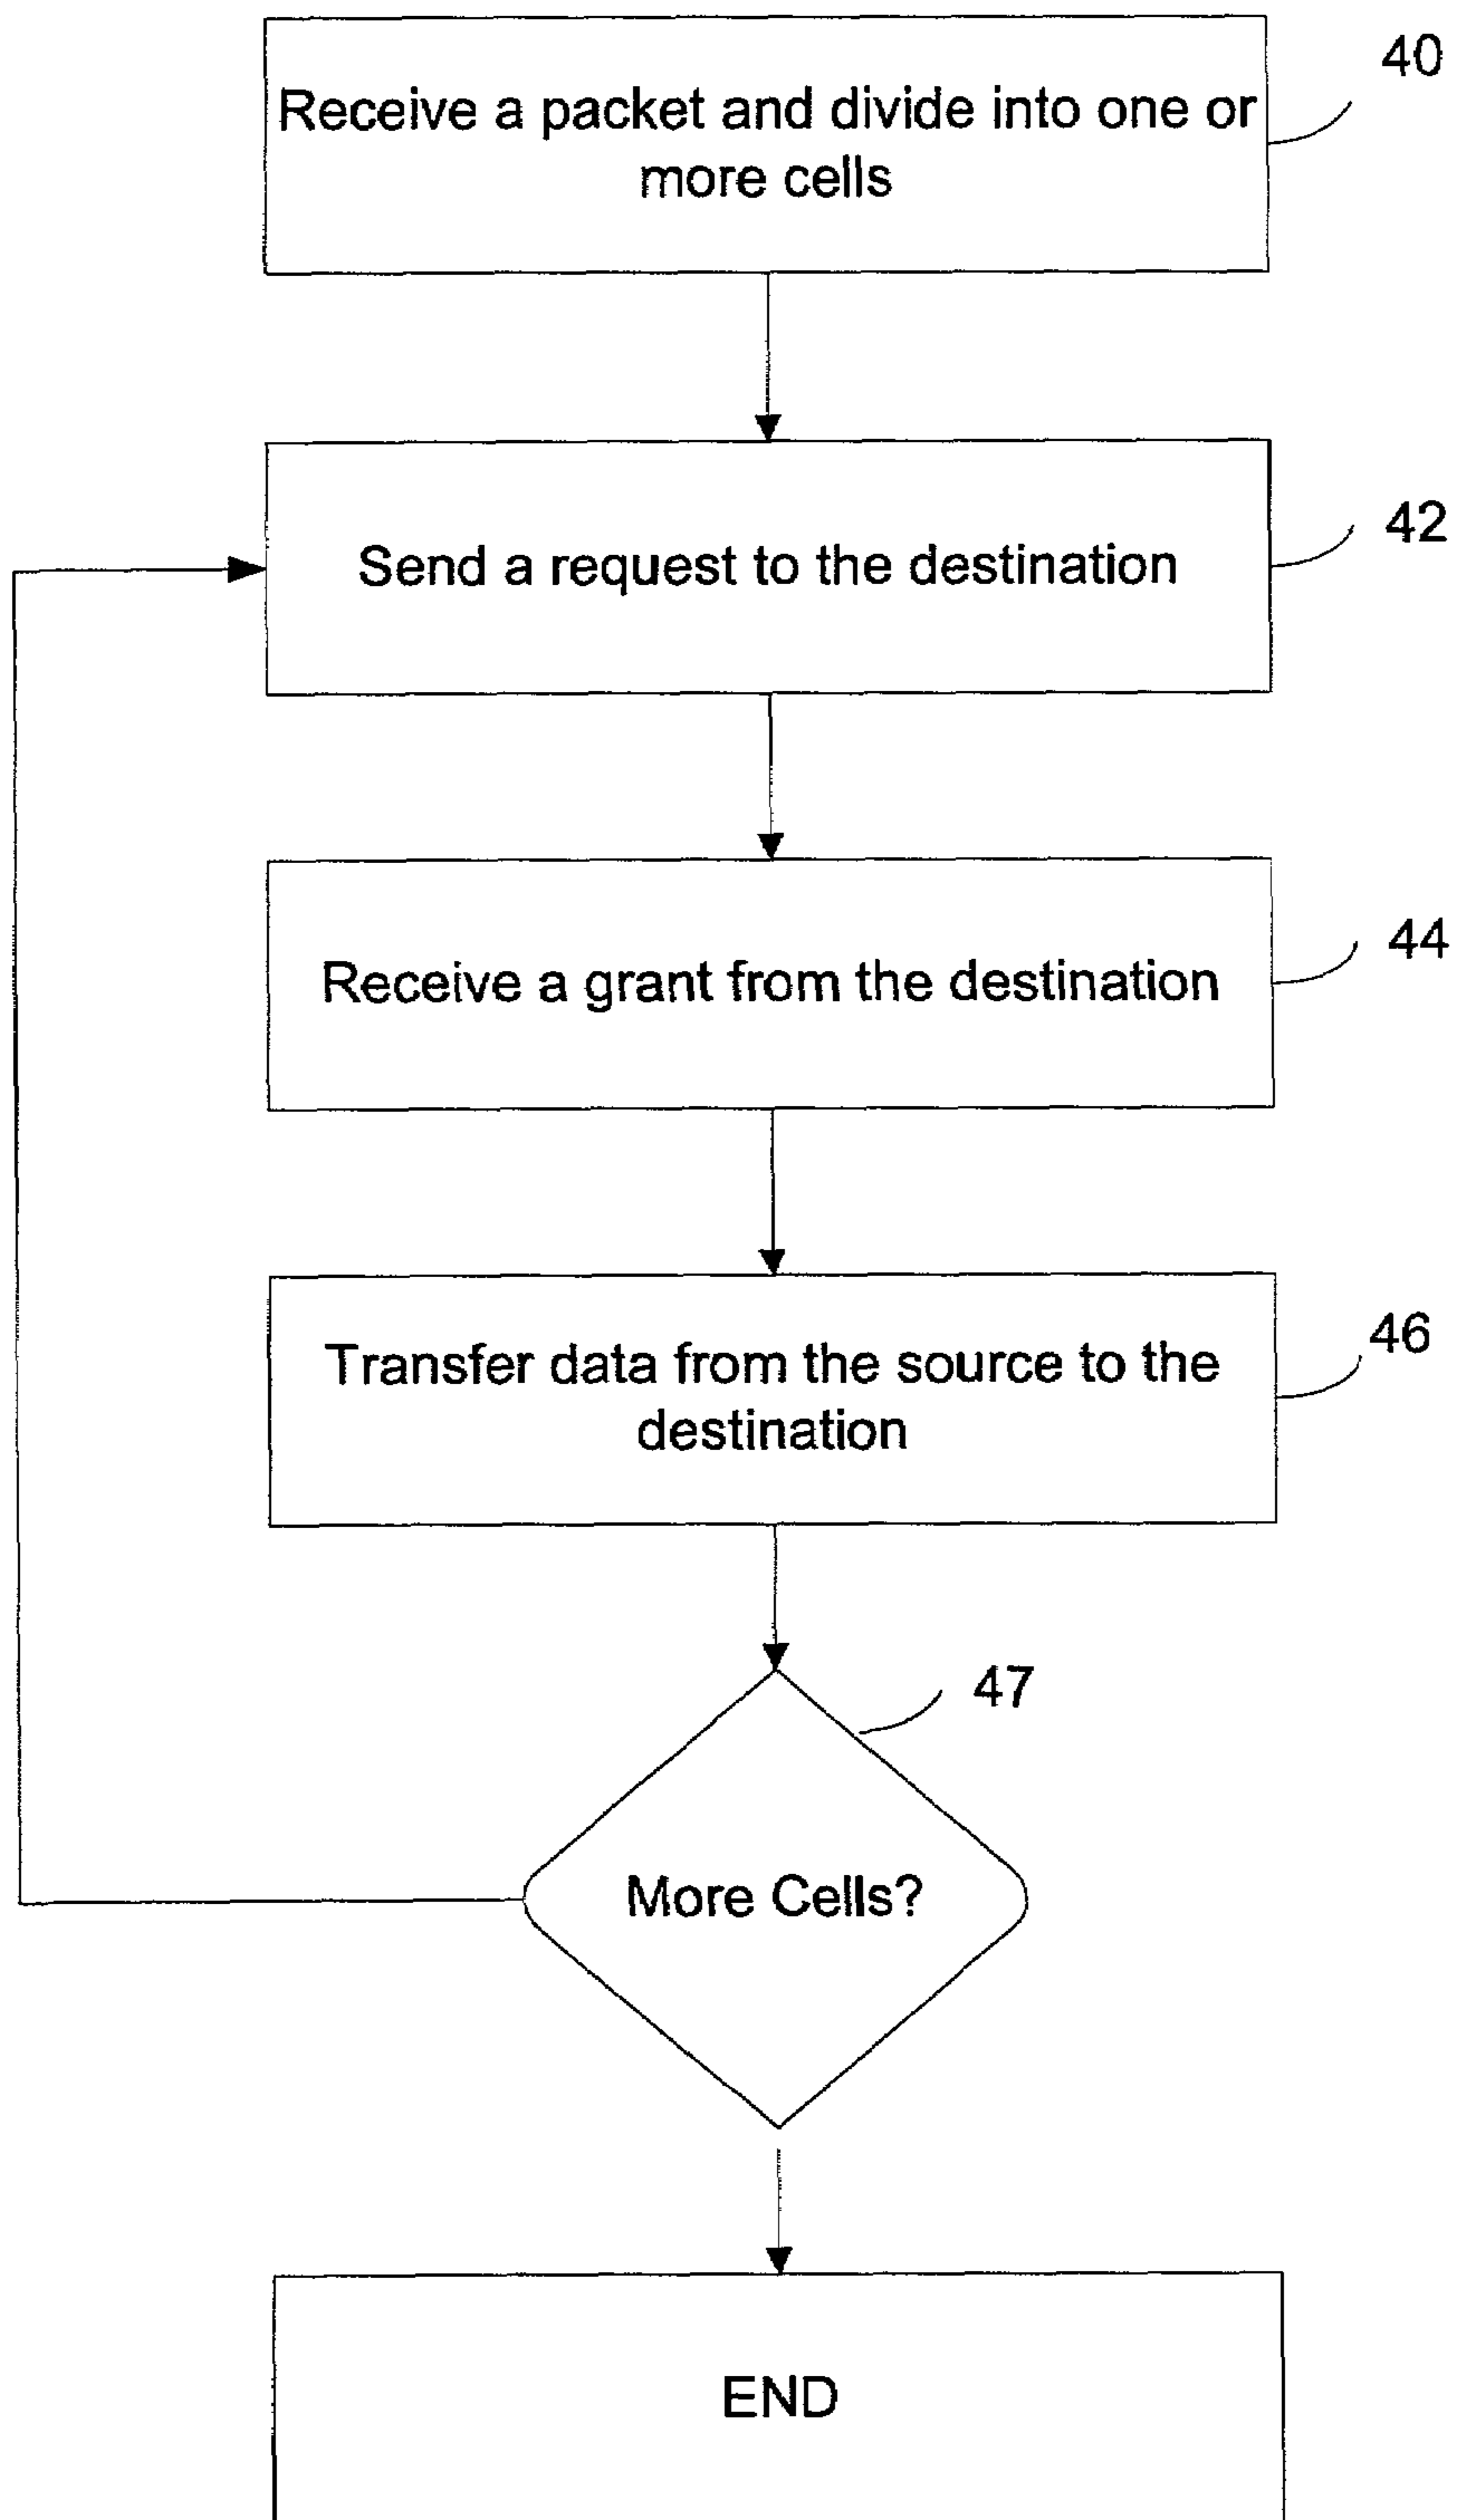 40
Receive a packet and divide into one or
more cells
42
Send a request to the destination
44
Receive a grant from the destination
46
Transfer data from the source to the
destination
47
More Cells?
END